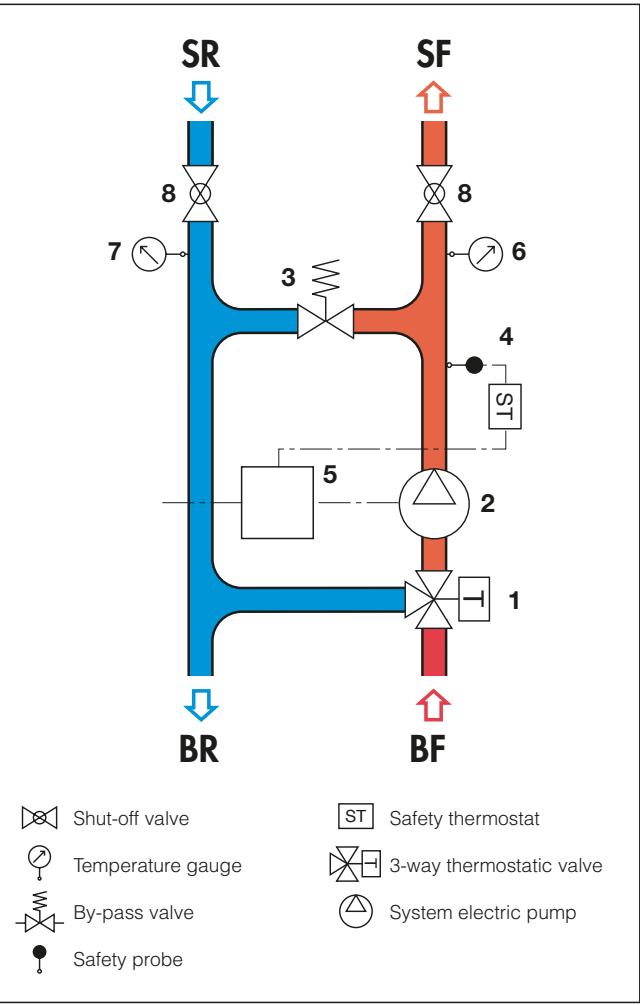 SR SF
8 8
7 3 6
4
ST
5 2
T 1
BR BF
Shut-off valve ST Safety thermostat
Temperature gauge T 3-way thermostatic valve
By-pass valve System electric pump
Safety probe